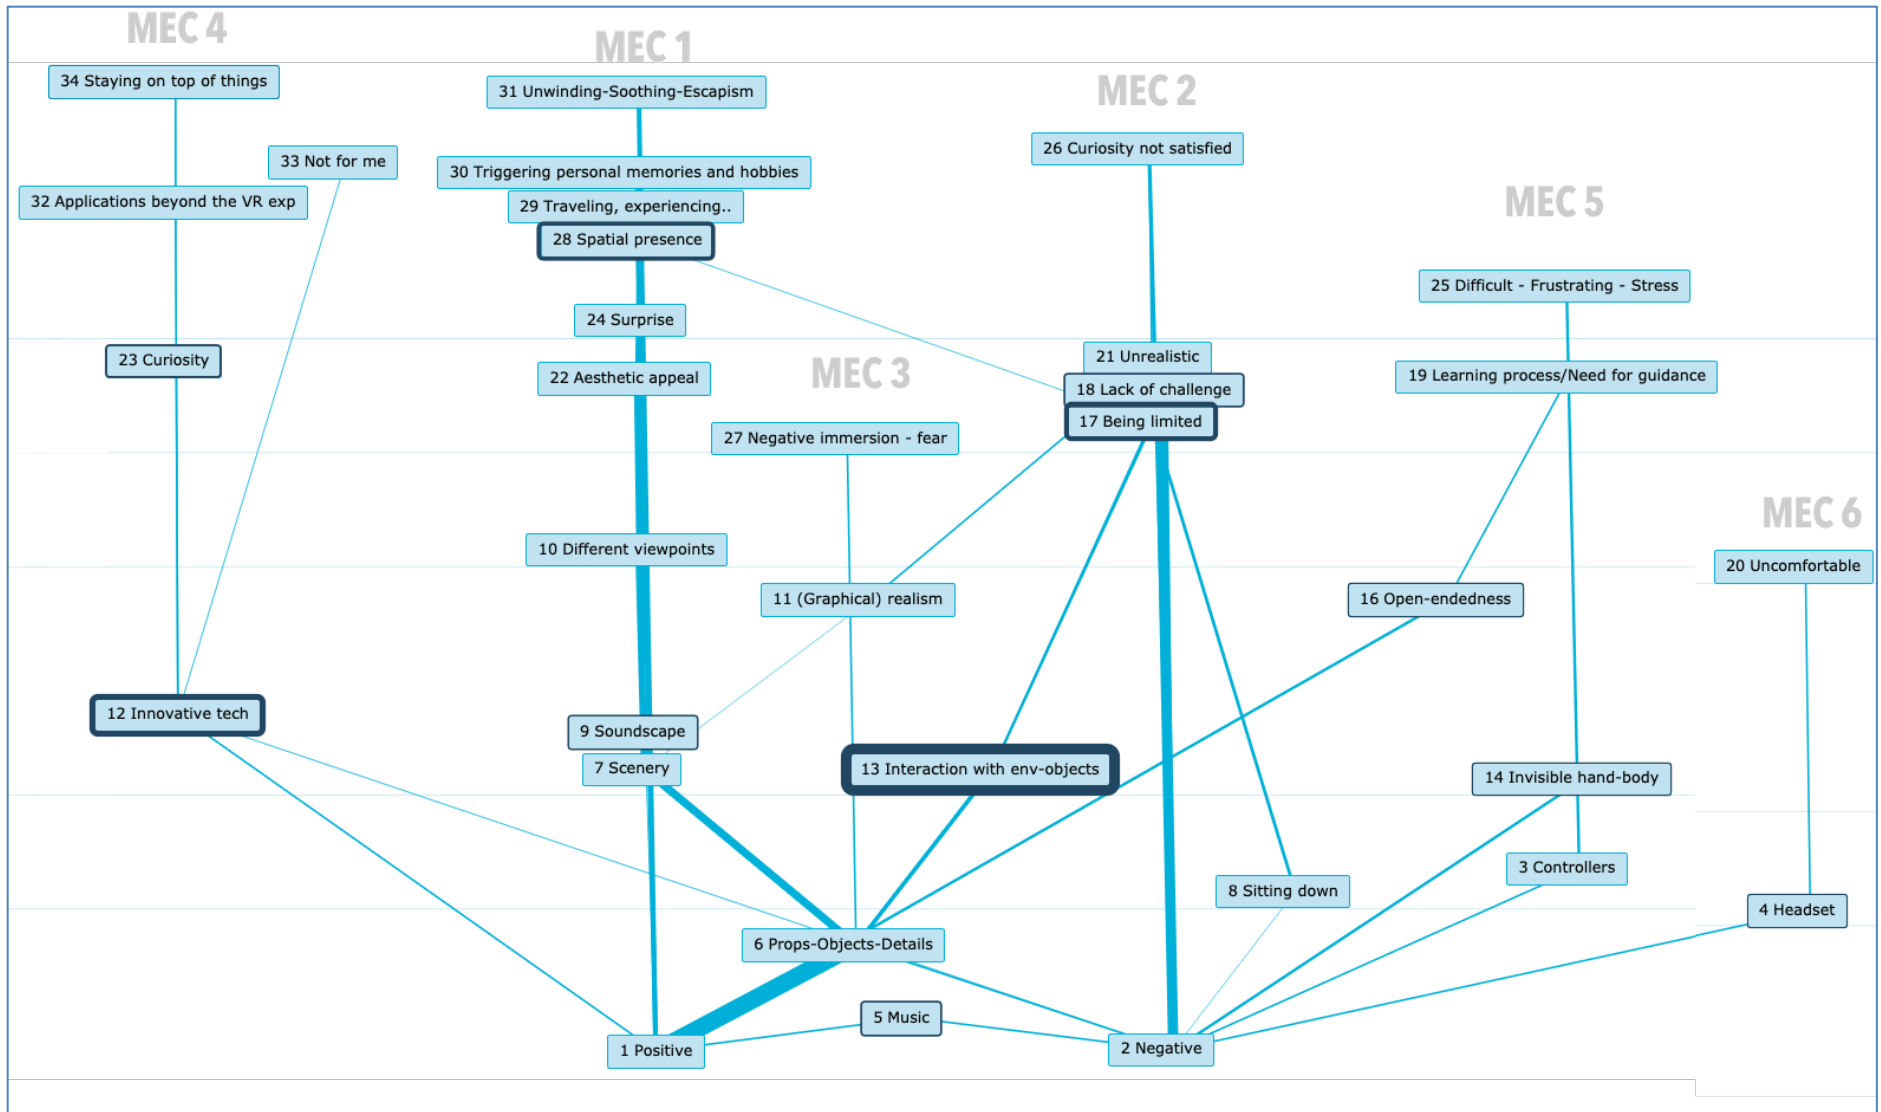 MEC 4
MEC 1
MEC 2
MEC 5
MEC 3
MEC 6
34 Staying on top of things
31 Unwinding-Soothing-Escapism
26 Curiosity not satisfied
33 Not for me
30 Triggering personal memories and hobbies
32 Applications beyond the VR exp
29 Traveling, experiencing..
28 Spatial presence
25 Difficult - Frustrating - Stress
24 Surprise
23 Curiosity
21 Unrealistic
22 Aesthetic appeal
19 Learning process/Need for guidance
18 Lack of challenge
17 Being limited
27 Negative immersion - fear
10 Different viewpoints
20 Uncomfortable
11 (Graphical) realism
16 Open-endedness
12 Innovative tech
9 Soundscape
7 Scenery
13 Interaction with env-objects
14 Invisible hand-body
3 Controllers
8 Sitting down
4 Headset
6 Props-Objects-Details
5 Music
1 Positive
2 Negative